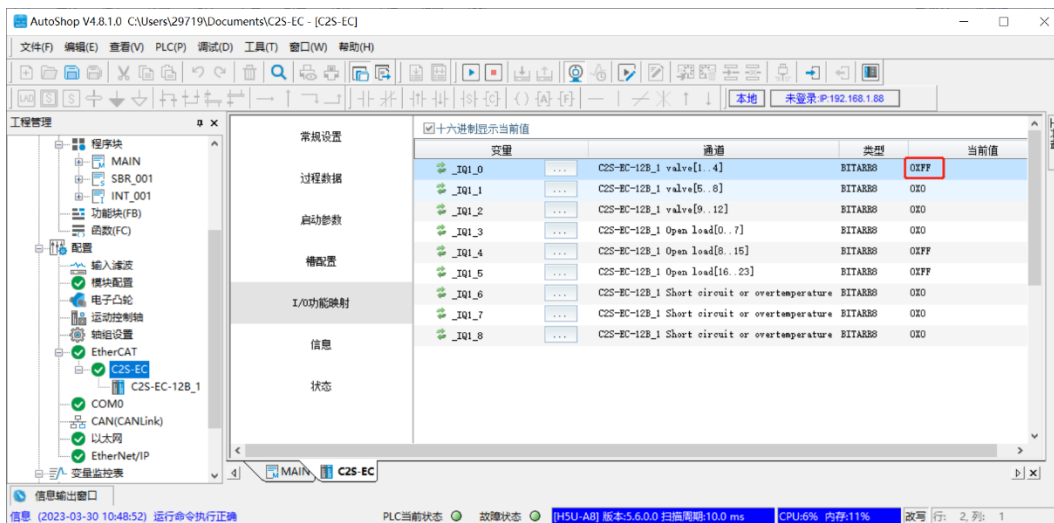 AutoShop V4.8.1.0 C:\Users\29719\Documents\C2S-EC - [C2S-EC]
文件(F) 编辑(E) 查看(V) PLC(P) 调试(D) 工具(T) 窗口(W) 帮助(H)
本地 未登录:IP:192.168.1.88
工程管理
程序块
MAIN
SBR_001
INT_001
功能块(FB)
函数(FC)
配置
输入滤波
模块配置
电子凸轮
运动控制轴
轴组设置
EtherCAT
C2S-EC
C2S-EC-12B_1
COM0
CAN(CANLink)
以太网
EtherNet/IP
变量监控表
常规设置
过程数据
启动参数
槽配置
I/O功能映射
信息
状态
十六进制显示当前值
变量 通道 类型 当前值
_IQ1_0 ... C2S-EC-12B_1 valve[1..4] BITARR8 0XFF
_IQ1_1 ... C2S-EC-12B_1 valve[5..8] BITARR8 0X0
_IQ1_2 ... C2S-EC-12B_1 valve[9..12] BITARR8 0X0
_IQ1_3 ... C2S-EC-12B_1 Open load[0..7] BITARR8 0X0
_IQ1_4 ... C2S-EC-12B_1 Open load[8..15] BITARR8 0XFF
_IQ1_5 ... C2S-EC-12B_1 Open load[16..23] BITARR8 0XFF
_IQ1_6 ... C2S-EC-12B_1 Short circuit or overtemperature BITARR8 0X0
_IQ1_7 ... C2S-EC-12B_1 Short circuit or overtemperature BITARR8 0X0
_IQ1_8 ... C2S-EC-12B_1 Short circuit or overtemperature BITARR8 0X0
MAIN C2S-EC
信息输出窗口
信息 (2023-03-30 10:48:52) 运行命令执行正确 PLC当前状态 故障状态 [H5U-A8] 版本:5.6.0.0 扫描周期:10.0 ms CPU:6% 内存:11% 改写 行: 2, 列: 1